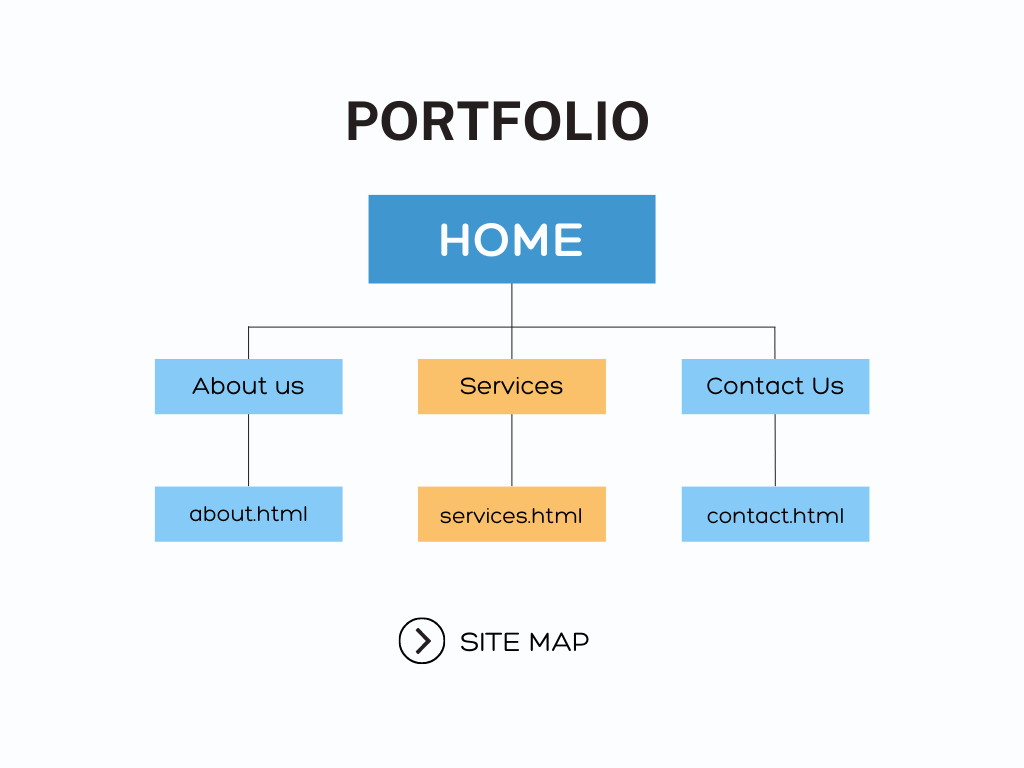 PORTFOLIO
HOME
About us
Services
Contact Us
about.html
services.html
contact.html
SITE MAP